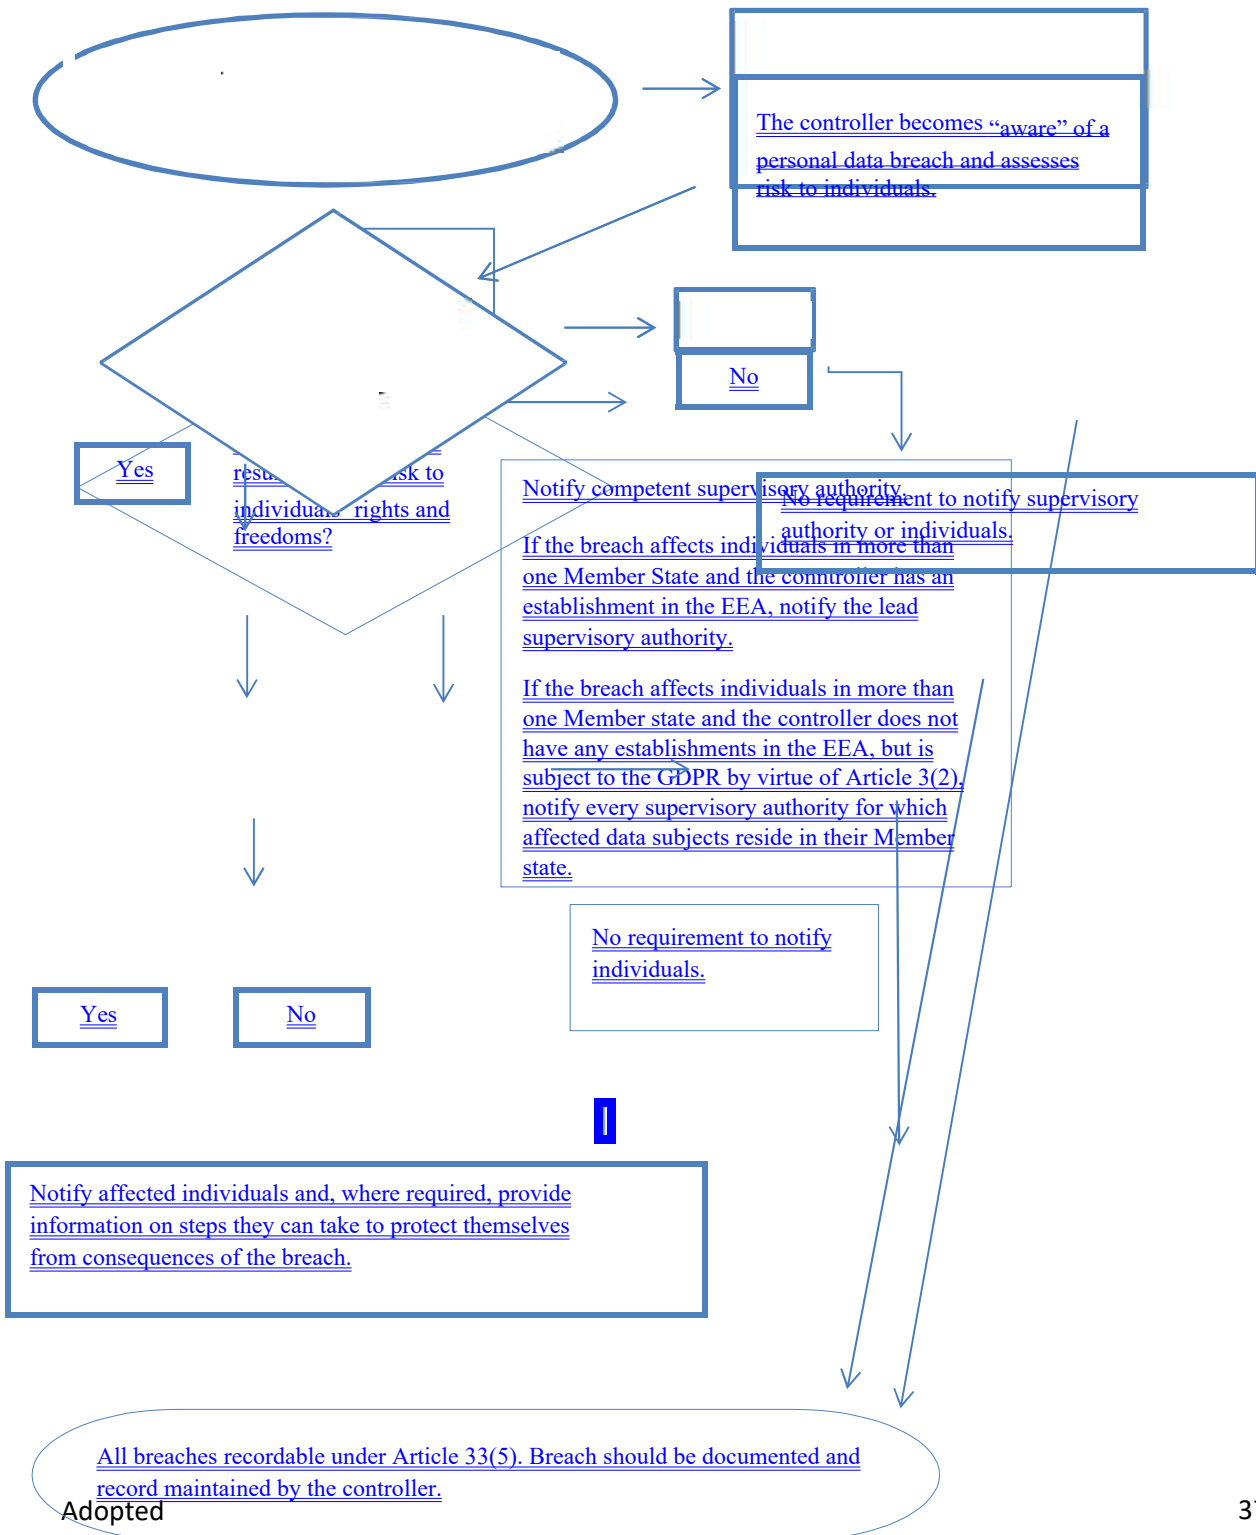 The controller becomes “aware” of a
personal data breach and assesses
risk to individuals.
No
Yes
risk to
individuals rights and
freedoms?
Notify competent supervisory authority.
If the breach affects individuals in more than
one Member State and the conntroller has an
establishment in the EEA, notify the lead
supervisory authority.
If the breach affects individuals in more than
one Member state and the controller does not
have any establishments in the EEA, but is
subject to the GDPR by virtue of Article 3(2),
notify every supervisory authority for which
affected data subjects reside in their Member
state.
No requirement to notify supervisory
authority or individuals.
No requirement to notify
individuals.
Yes
No
Notify affected individuals and, where required, provide
information on steps they can take to protect themselves
from consequences of the breach.
All breaches recordable under Article 33(5). Breach should be documented and
record maintained by the controller.
Adopted